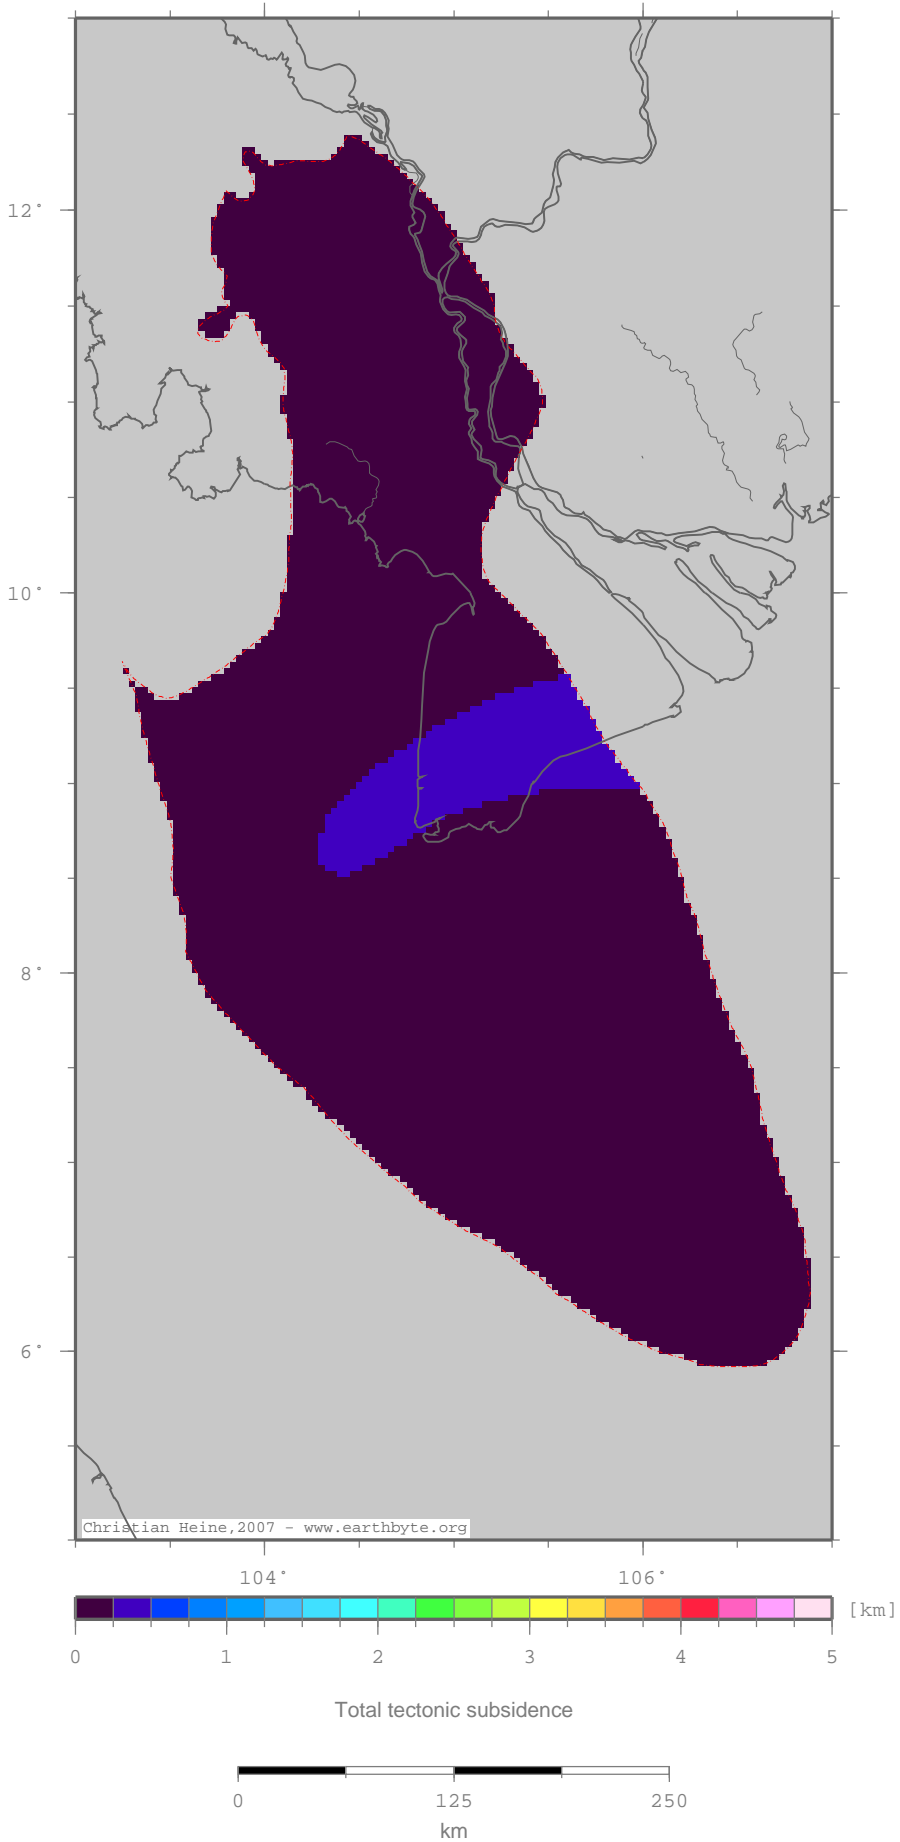 12°
10°
8°
6°
Christian Heine,2007 - www.earthbyte.org
104° 106°
[km]
0 1 2 3 4 5
Total tectonic subsidence
0 125 250
km